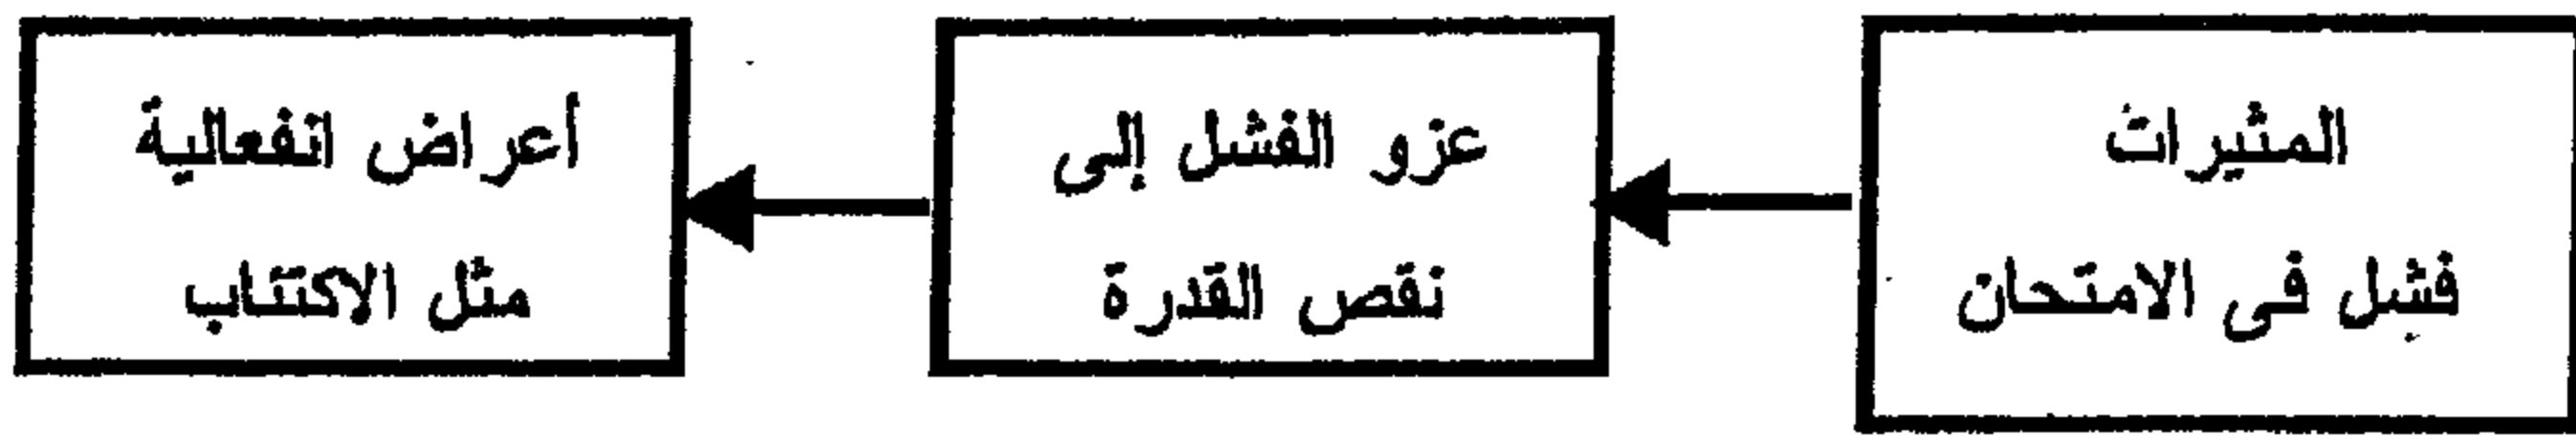 المثيرات
فشل فى الامتحان
عزو الفشل إلى
نقص القدرة
أعراض انفعالية
مثل الاكتئاب